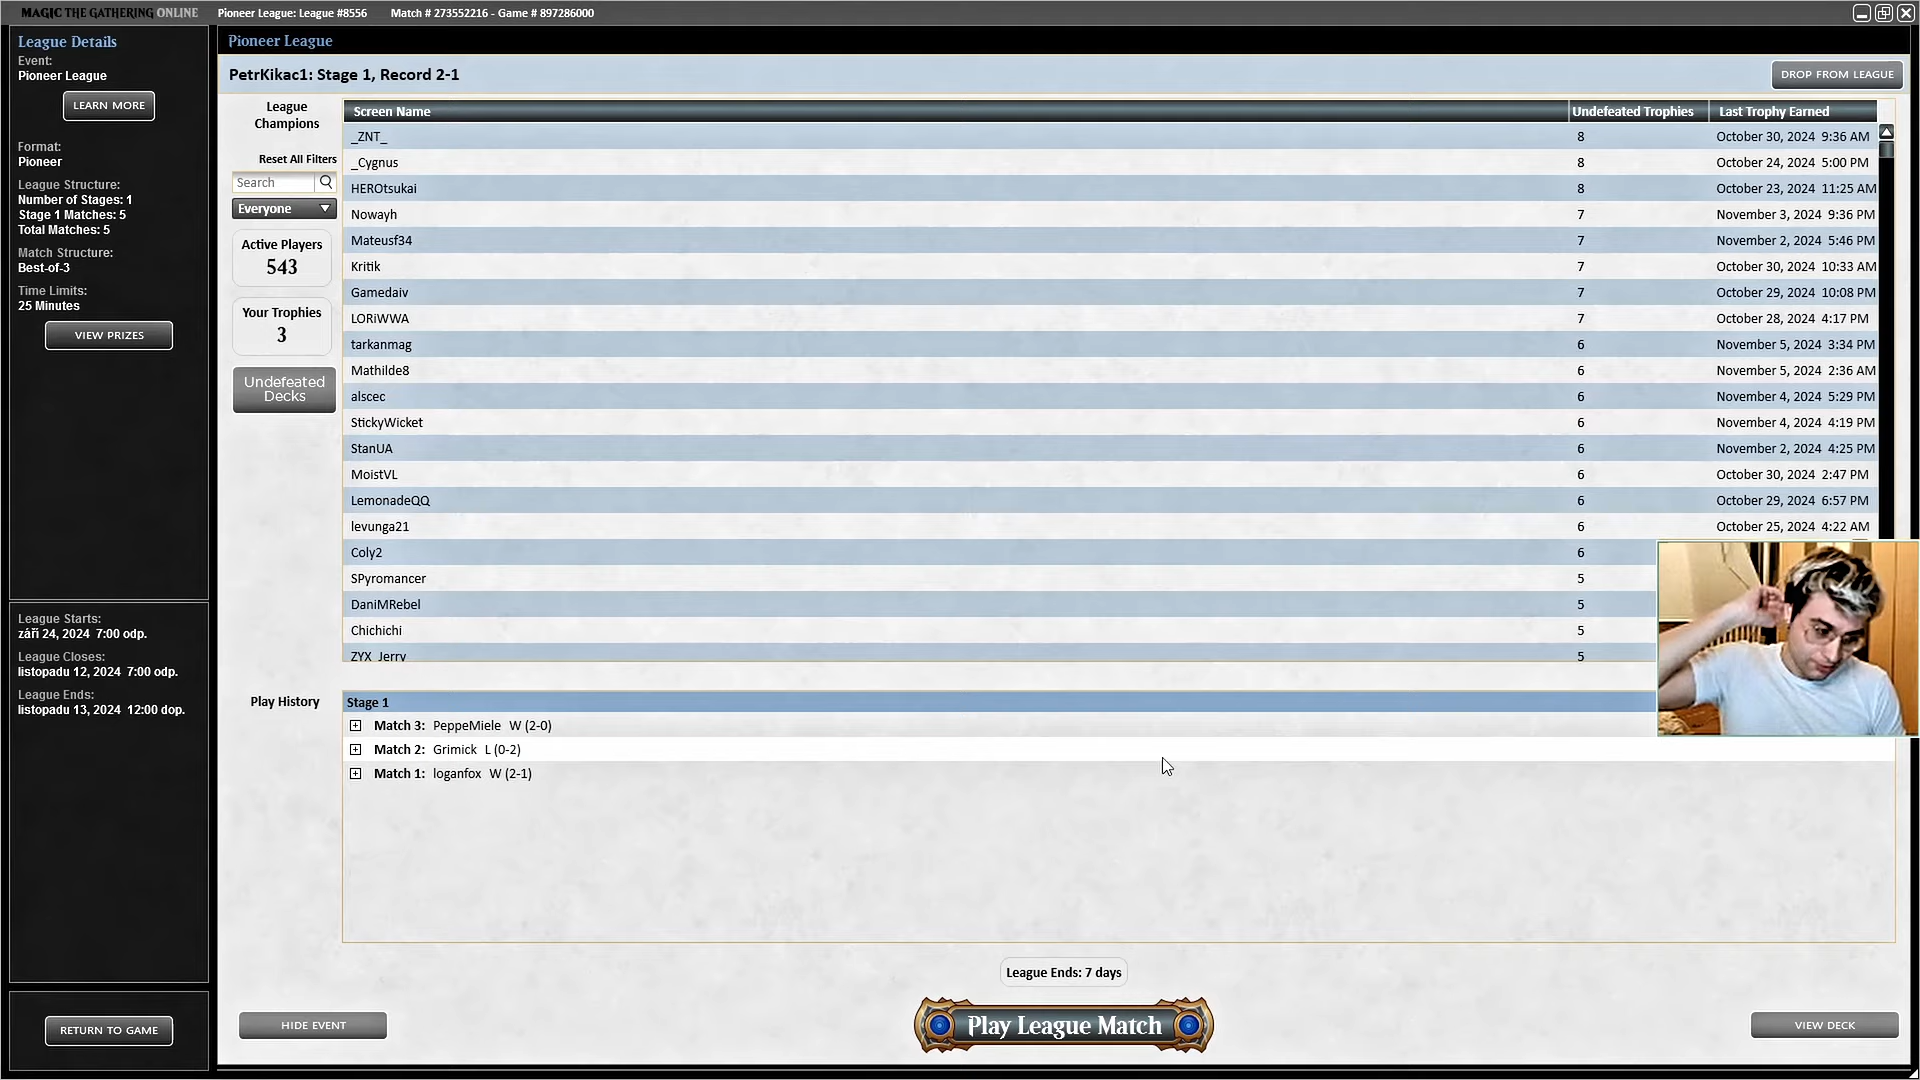 MAGIC THE GATHERING ONLINE Pioneer League: League #8556 Match # 273552216 - Game # 897286000
League Details
Event:
Pioneer League
LEARN MORE
Format:
Pioneer
League Structure:
Number of Stages: 1
Stage 1 Matches: 5
Total Matches: 5
Match Structure:
Best-of-3
Time Limits:
25 Minutes
VIEW PRIZES
League Starts:
září 24, 2024 7:00 odp.
League Closes:
listopadu 12, 2024 7:00 odp.
League Ends:
listopadu 13, 2024 12:00 dop.
RETURN TO GAME
Pioneer League
PetrKikac1: Stage 1, Record 2-1
DROP FROM LEAGUE
League
Champions
Reset All Filters
Search
Everyone
Active Players
543
Your Trophies
3
Undefeated
Decks
Screen Name Undefeated Trophies Last Trophy Earned
_ZNT_ 8 October 30, 2024 9:36 AM
_Cygnus 8 October 24, 2024 5:00 PM
HEROtsukai 8 October 23, 2024 11:25 AM
Nowayh 7 November 3, 2024 9:36 PM
Mateusf34 7 November 2, 2024 5:46 PM
Kritik 7 October 30, 2024 10:33 AM
Gamedaiv 7 October 29, 2024 10:08 PM
LORiWWA 7 October 28, 2024 4:17 PM
tarkanmag 6 November 5, 2024 3:34 PM
Mathilde8 6 November 5, 2024 2:36 AM
alscec 6 November 4, 2024 5:29 PM
StickyWicket 6 November 4, 2024 4:19 PM
StanUA 6 November 2, 2024 4:25 PM
MoistVL 6 October 30, 2024 2:47 PM
LemonadeQQ 6 October 29, 2024 6:57 PM
levunga21 6 October 25, 2024 4:22 AM
Coly2 6
SPyromancer 5
DaniMRebel 5
Chichichi 5
ZYX_Jerry 5
Play History
Stage 1
Match 3: PeppeMiele W (2-0)
Match 2: Grimick L (0-2)
Match 1: loganfox W (2-1)
League Ends: 7 days
HIDE EVENT
Play League Match
VIEW DECK